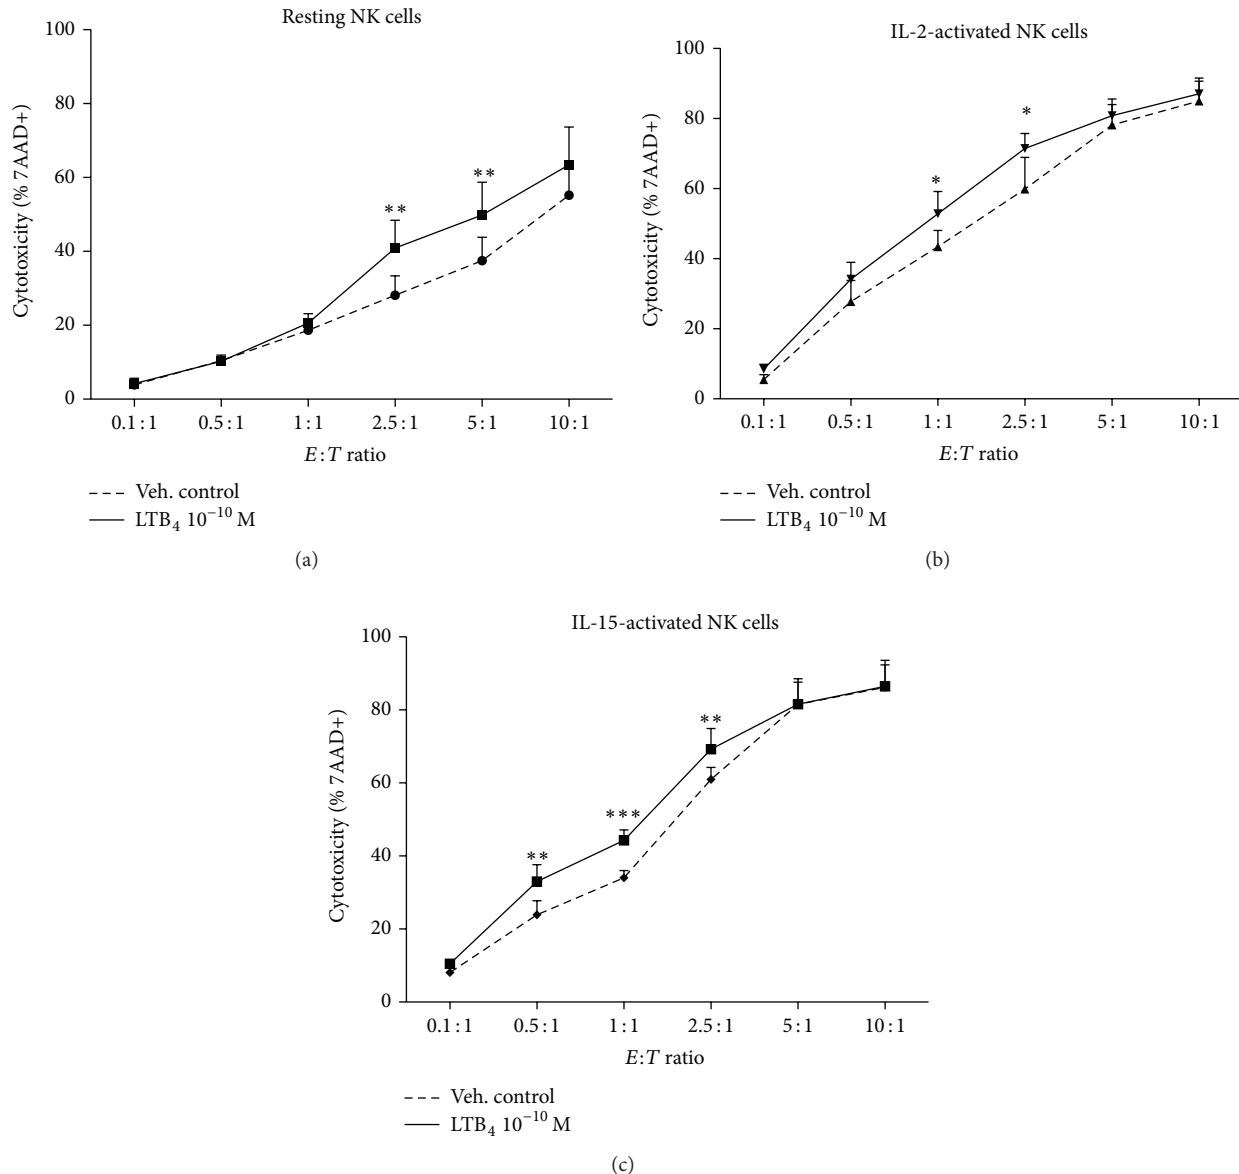 Resting NK cells
100
80
60
40
20
0
Cytotoxicity (% 7AAD+)
**
**
0.1:1 0.5:1 1:1 2.5:1 5:1 10:1
E:T ratio
Veh. control
LTB₄ 10⁻¹⁰ M
(a)
IL-2-activated NK cells
100
80
60
40
20
0
Cytotoxicity (% 7AAD+)
*
*
0.1:1 0.5:1 1:1 2.5:1 5:1 10:1
E:T ratio
Veh. control
LTB₄ 10⁻¹⁰ M
(b)
IL-15-activated NK cells
100
80
60
40
20
0
Cytotoxicity (% 7AAD+)
**
***
**
0.1:1 0.5:1 1:1 2.5:1 5:1 10:1
E:T ratio
Veh. control
LTB₄ 10⁻¹⁰ M
(c)